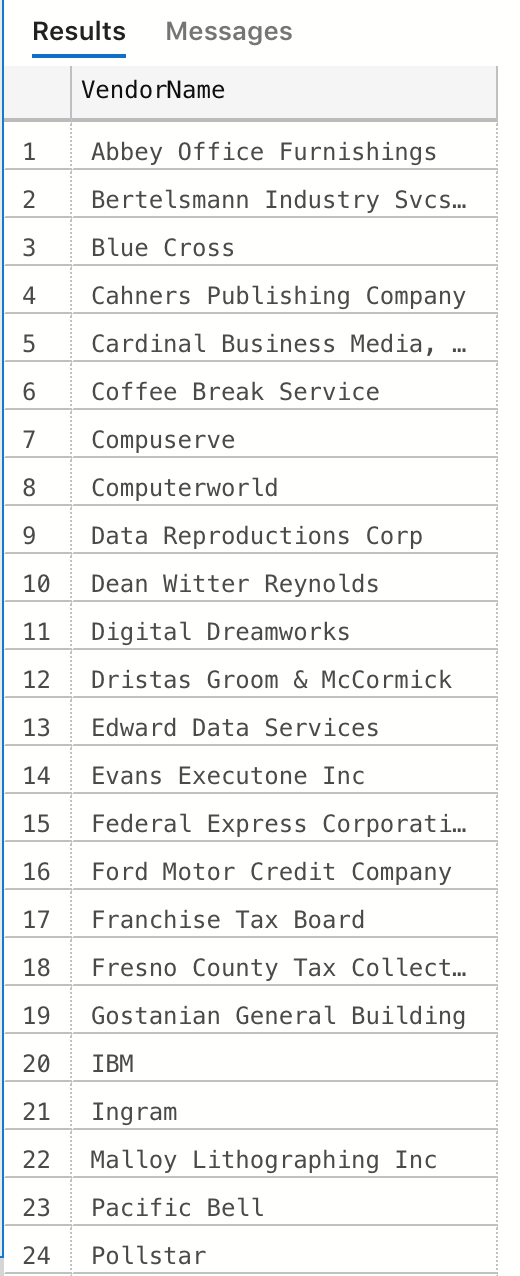 Results Messages
VendorName
1 Abbey Office Furnishings
2 Bertelsmann Industry Svcs…
3 Blue Cross
4 Cahners Publishing Company
5 Cardinal Business Media, …
6 Coffee Break Service
7 Compuserve
8 Computerworld
9 Data Reproductions Corp
10 Dean Witter Reynolds
11 Digital Dreamworks
12 Dristas Groom & McCormick
13 Edward Data Services
14 Evans Executone Inc
15 Federal Express Corporati…
16 Ford Motor Credit Company
17 Franchise Tax Board
18 Fresno County Tax Collect…
19 Gostanian General Building
20 IBM
21 Ingram
22 Malloy Lithographing Inc
23 Pacific Bell
24 Pollstar